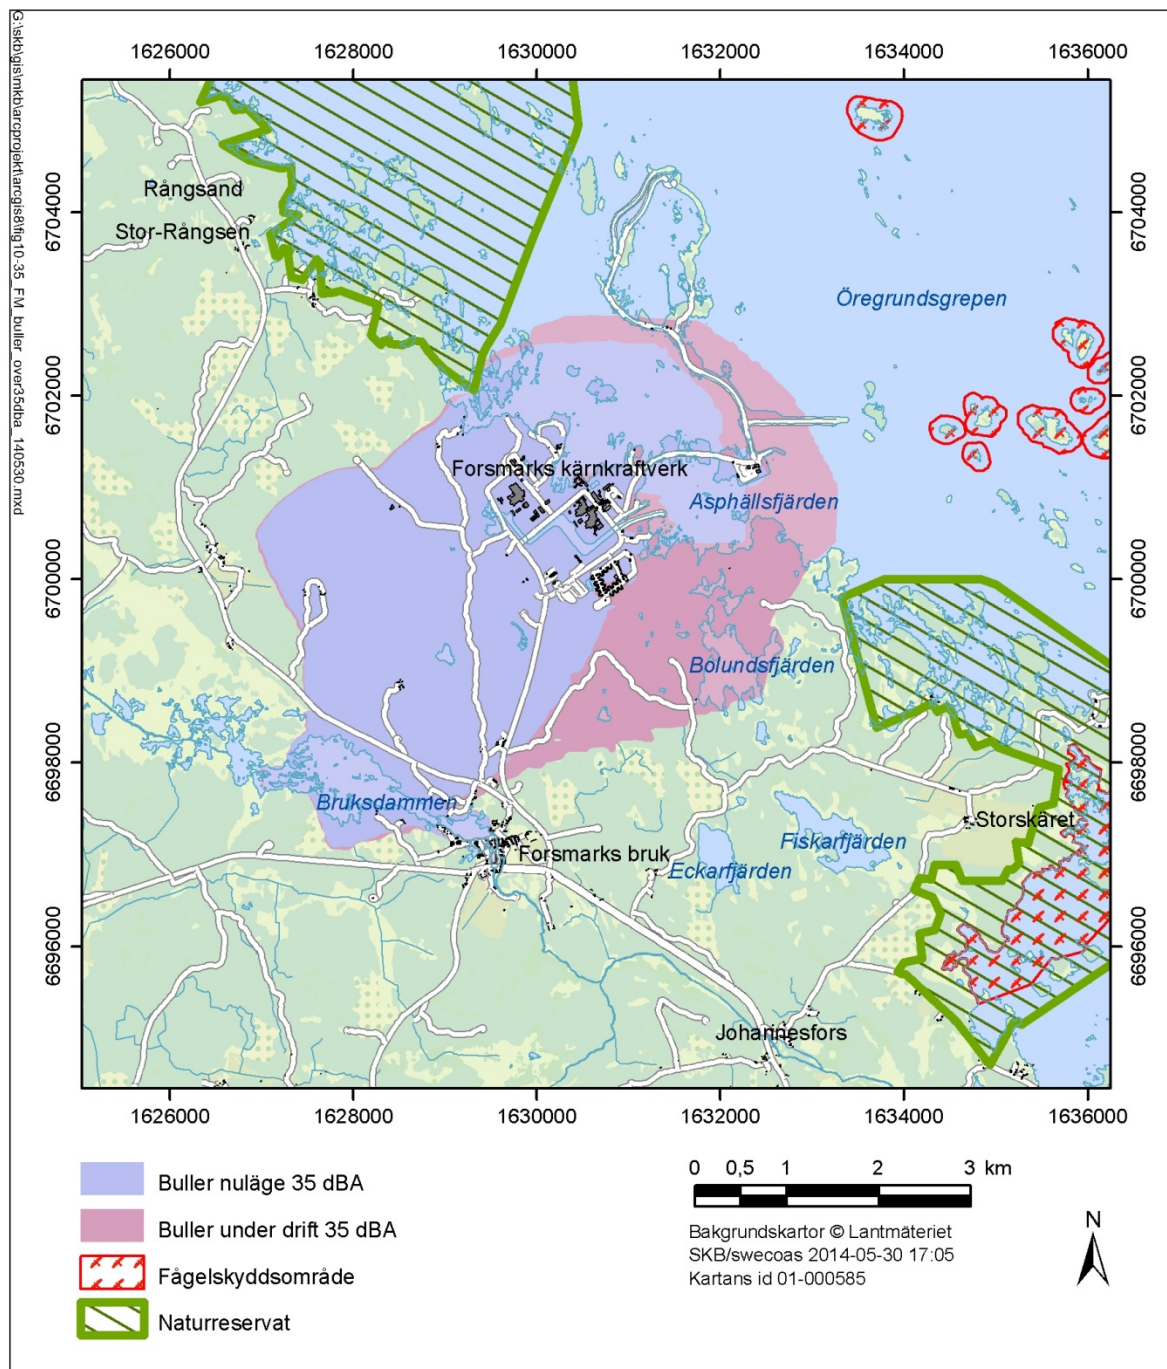 G:\skb\gis\mkb\arcprojekt\arcgis8\fig10-35_FM_buller_over35dba_140530.mxd
1626000 1628000 1630000 1632000 1634000 1636000
6704000 6704000
6702000 6702000
6700000 6700000
6698000 6698000
6696000 6696000
Rångsand
Stor-Rångsen
Öregrundsgrepen
Forsmarks kärnkraftverk
Asphällsfjärden
Bolundsfjärden
Bruksdammen
Storskäret
Fiskarfjärden
Forsmarks bruk
Eckarfjärden
Johannesfors
1626000 1628000 1630000 1632000 1634000 1636000
Buller nuläge 35 dBA
Buller under drift 35 dBA
Fågelskyddsområde
Naturreservat
0 0,5 1 2 3 km
Bakgrundskartor © Lantmäteriet
SKB/swecoas 2014-05-30 17:05
Kartans id 01-000585
N